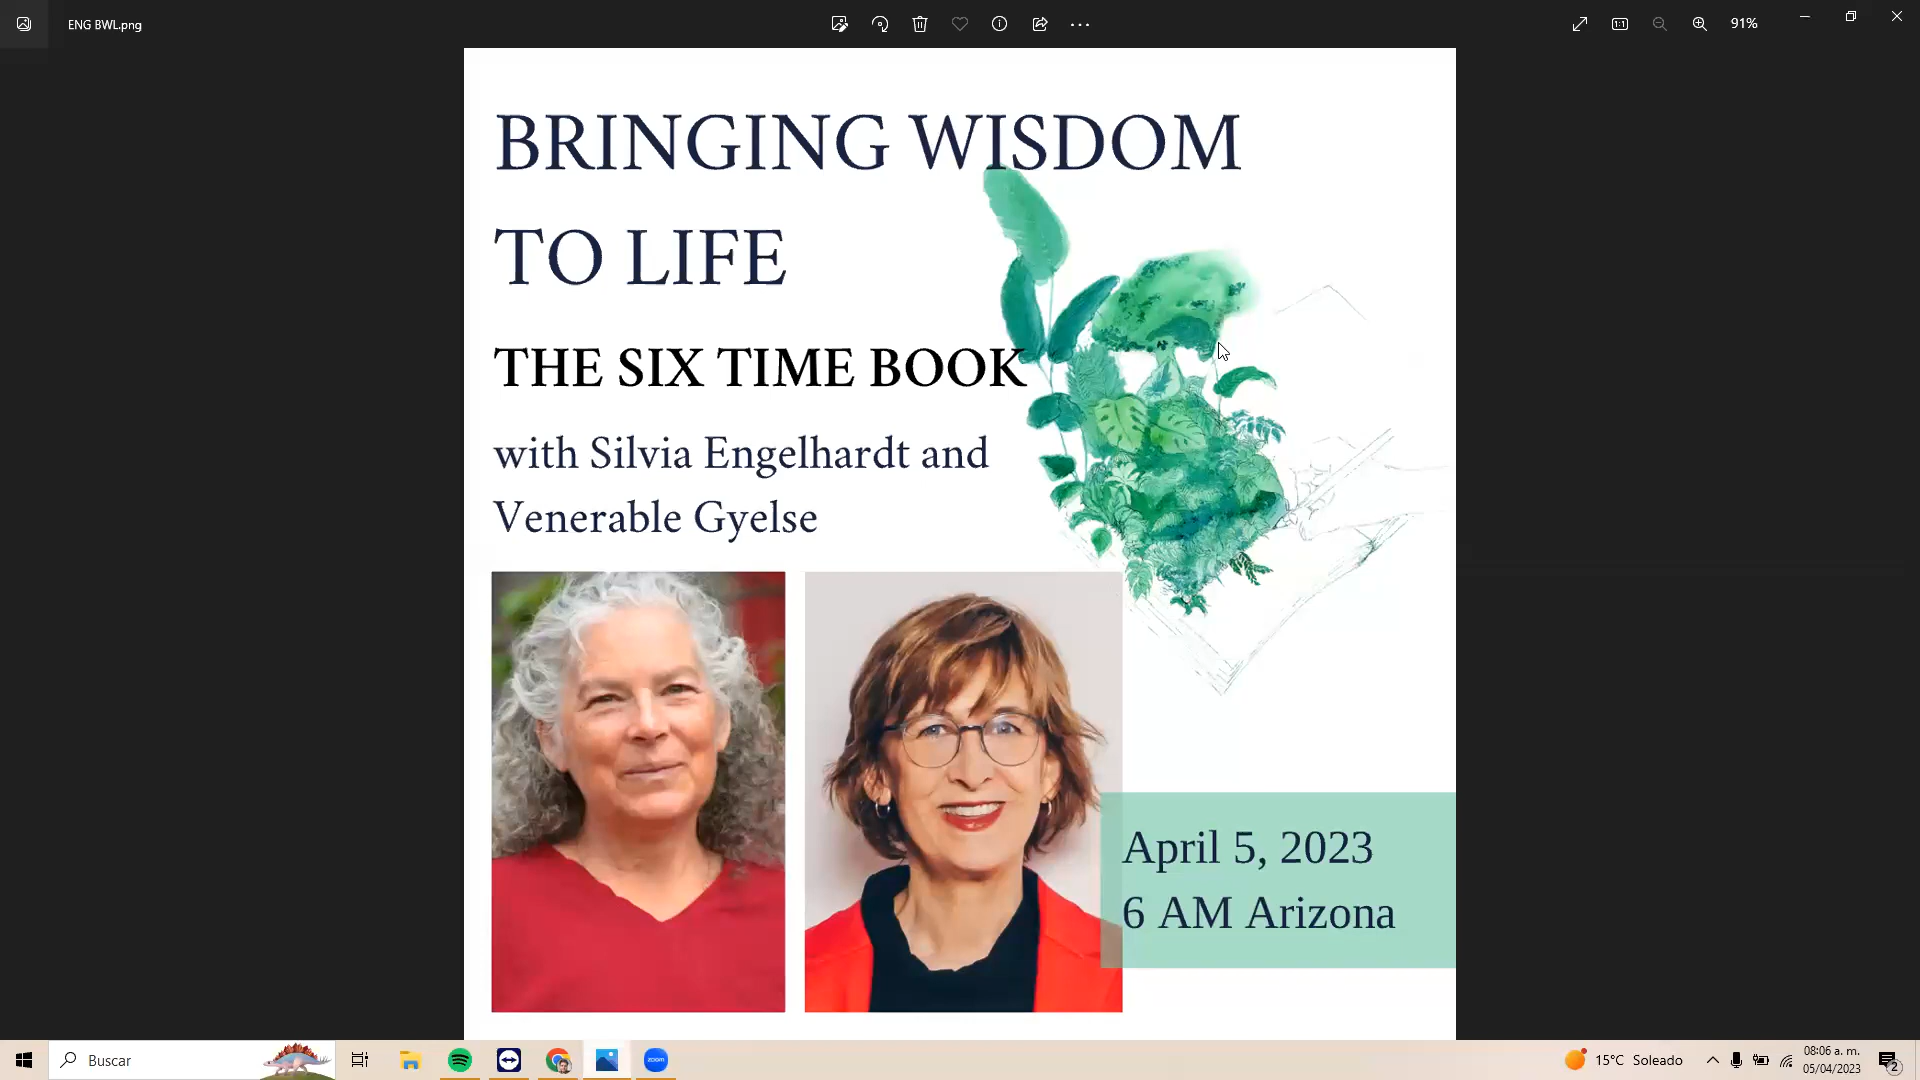 ENG BWL.png
91%
BRINGING WISDOM
TO LIFE
THE SIX TIME BOOK
with Silvia Engelhardt and
Venerable Gyelse
April 5, 2023
6 AM Arizona
Buscar
zoom
15°C Soleado
08:06 a. m.
05/04/2023
2